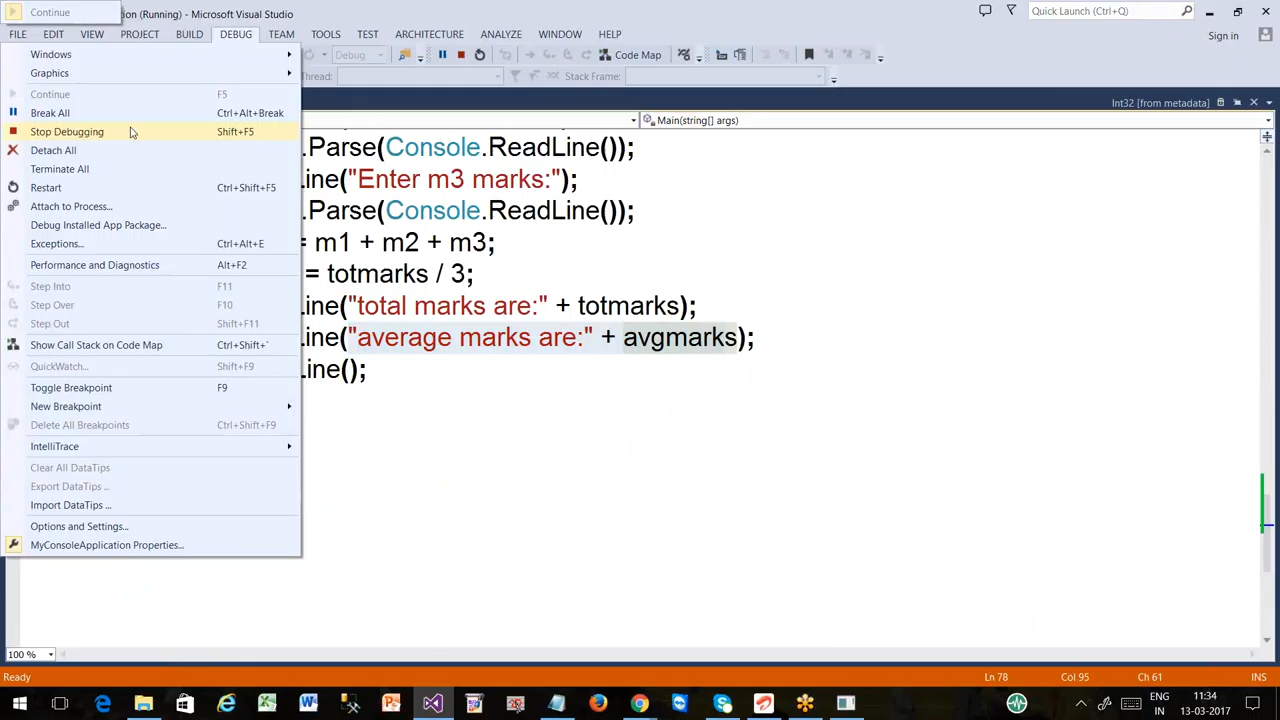 Continue
tion (Running) - Microsoft Visual Studio
Quick Launch (Ctrl+Q)
FILE EDIT VIEW PROJECT BUILD DEBUG TEAM TOOLS TEST ARCHITECTURE ANALYZE WINDOW HELP
Sign in
Debug
Code Map
Thread:
Stack Frame:
Int32 [from metadata]
Main(string[] args)
Windows
Graphics
Continue F5
Break All Ctrl+Alt+Break
Stop Debugging Shift+F5
Detach All
Terminate All
Restart Ctrl+Shift+F5
Attach to Process...
Debug Installed App Package...
Exceptions... Ctrl+Alt+E
Performance and Diagnostics Alt+F2
Step Into F11
Step Over F10
Step Out Shift+F11
Show Call Stack on Code Map Ctrl+Shift+`
QuickWatch... Shift+F9
Toggle Breakpoint F9
New Breakpoint
Delete All Breakpoints Ctrl+Shift+F9
IntelliTrace
Clear All DataTips
Export DataTips ...
Import DataTips ...
Options and Settings...
MyConsoleApplication Properties...
.Parse(Console.ReadLine());
ine("Enter m3 marks:");
.Parse(Console.ReadLine());
= m1 + m2 + m3;
= totmarks / 3;
ine("total marks are:" + totmarks);
ine("average marks are:" + avgmarks);
ine();
100 %
Ready
Ln 78 Col 95 Ch 61 INS
ENG 11:34
IN 13-03-2017